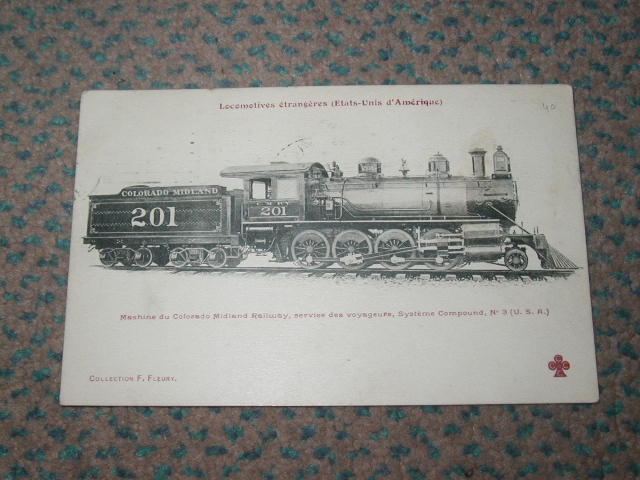 Locomotives étrangères (Etats-Unis d'Amérique)
40
COLORADO MIDLAND
201
C. M. R'Y
201
Machine du Colorado Midland Railway, service des voyageurs, Système Compound, N° 3 (U. S. A.)
COLLECTION F. FLEURY.